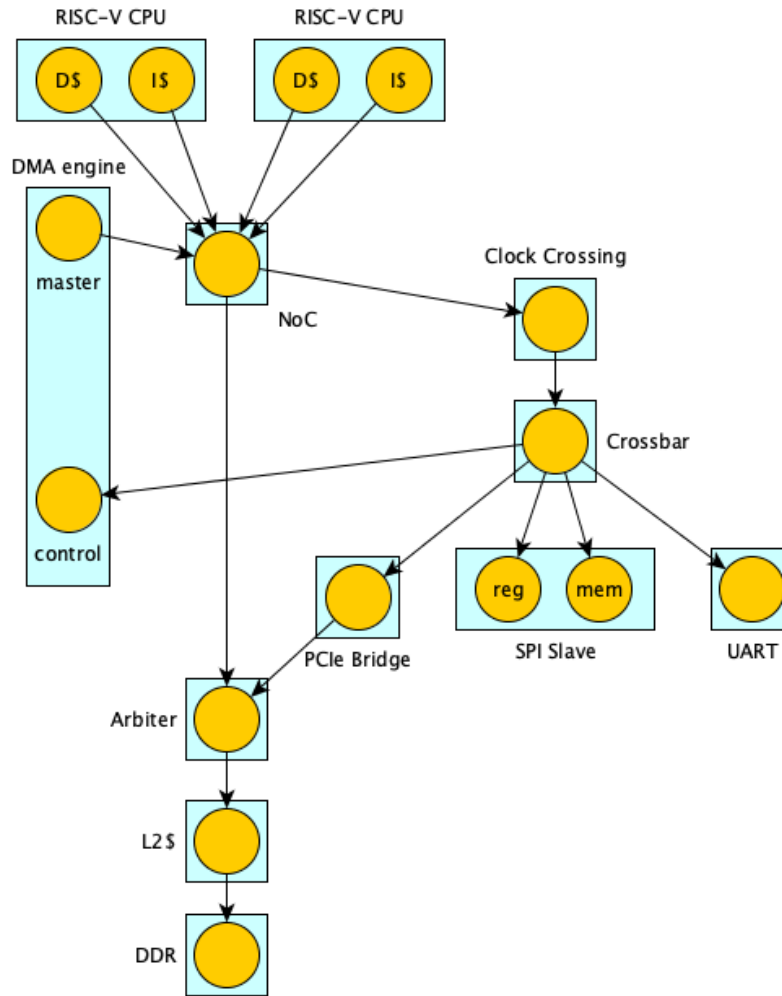 RISC-V CPU
RISC-V CPU
D$
I$
D$
I$
DMA engine
master
NoC
Clock Crossing
Crossbar
control
reg
mem
PCIe Bridge
SPI Slave
UART
Arbiter
L2$
DDR